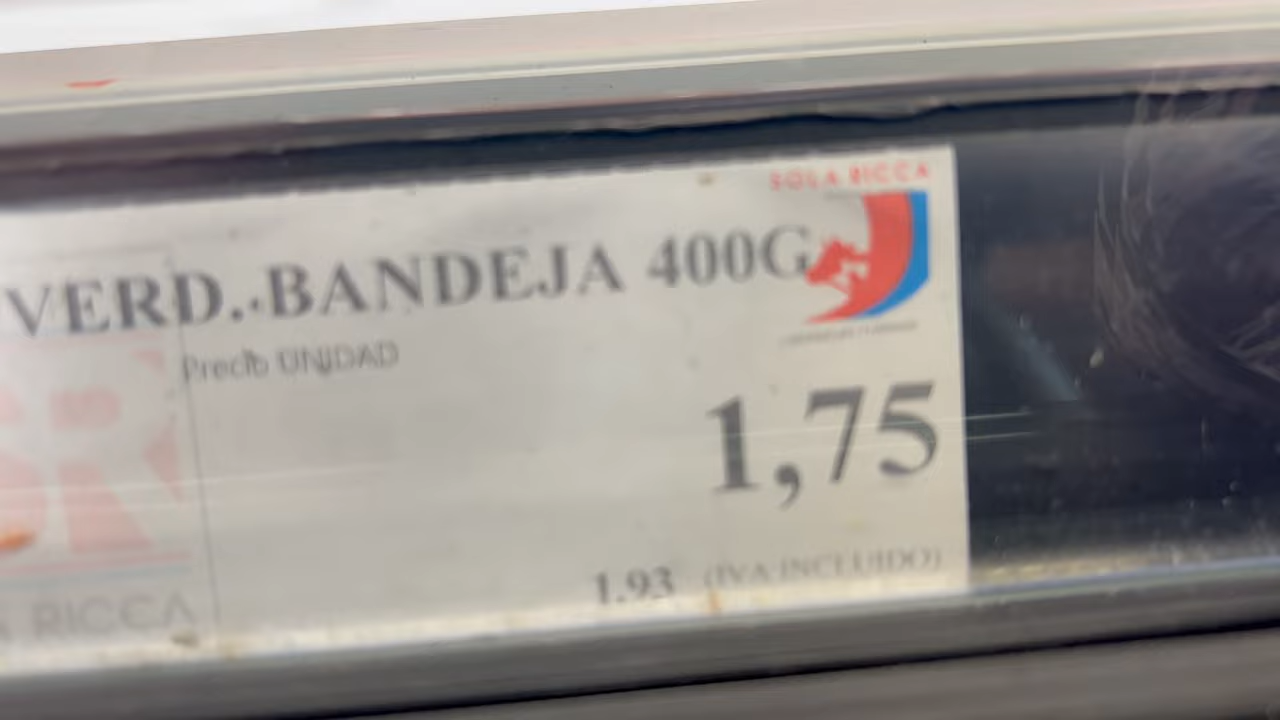 SOLA RICCA
VERD. BANDEJA 400G
Precio UNIDAD
1,75
1.93 (IVA INCLUIDO)
RICCA